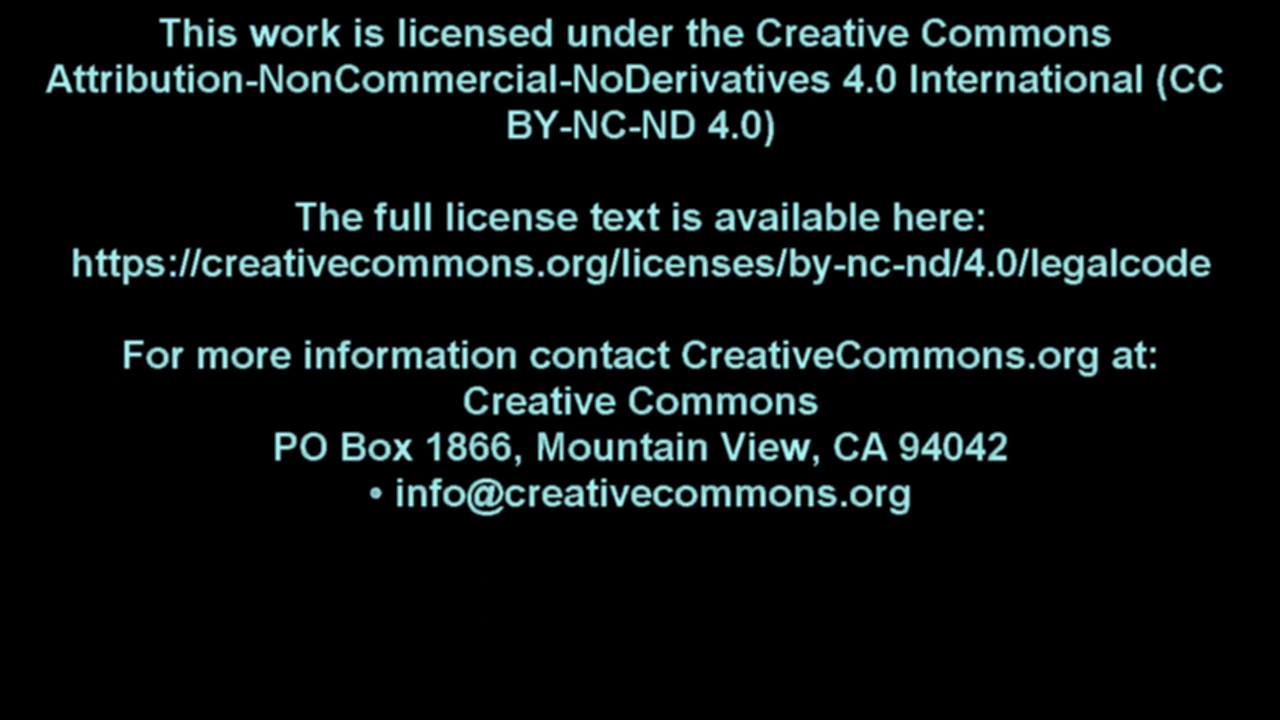 This work is licensed under the Creative Commons
Attribution-NonCommercial-NoDerivatives 4.0 International (CC
BY-NC-ND 4.0)
The full license text is available here:
https://creativecommons.org/licenses/by-nc-nd/4.0/legalcode
For more information contact CreativeCommons.org at:
Creative Commons
PO Box 1866, Mountain View, CA 94042
• info@creativecommons.org